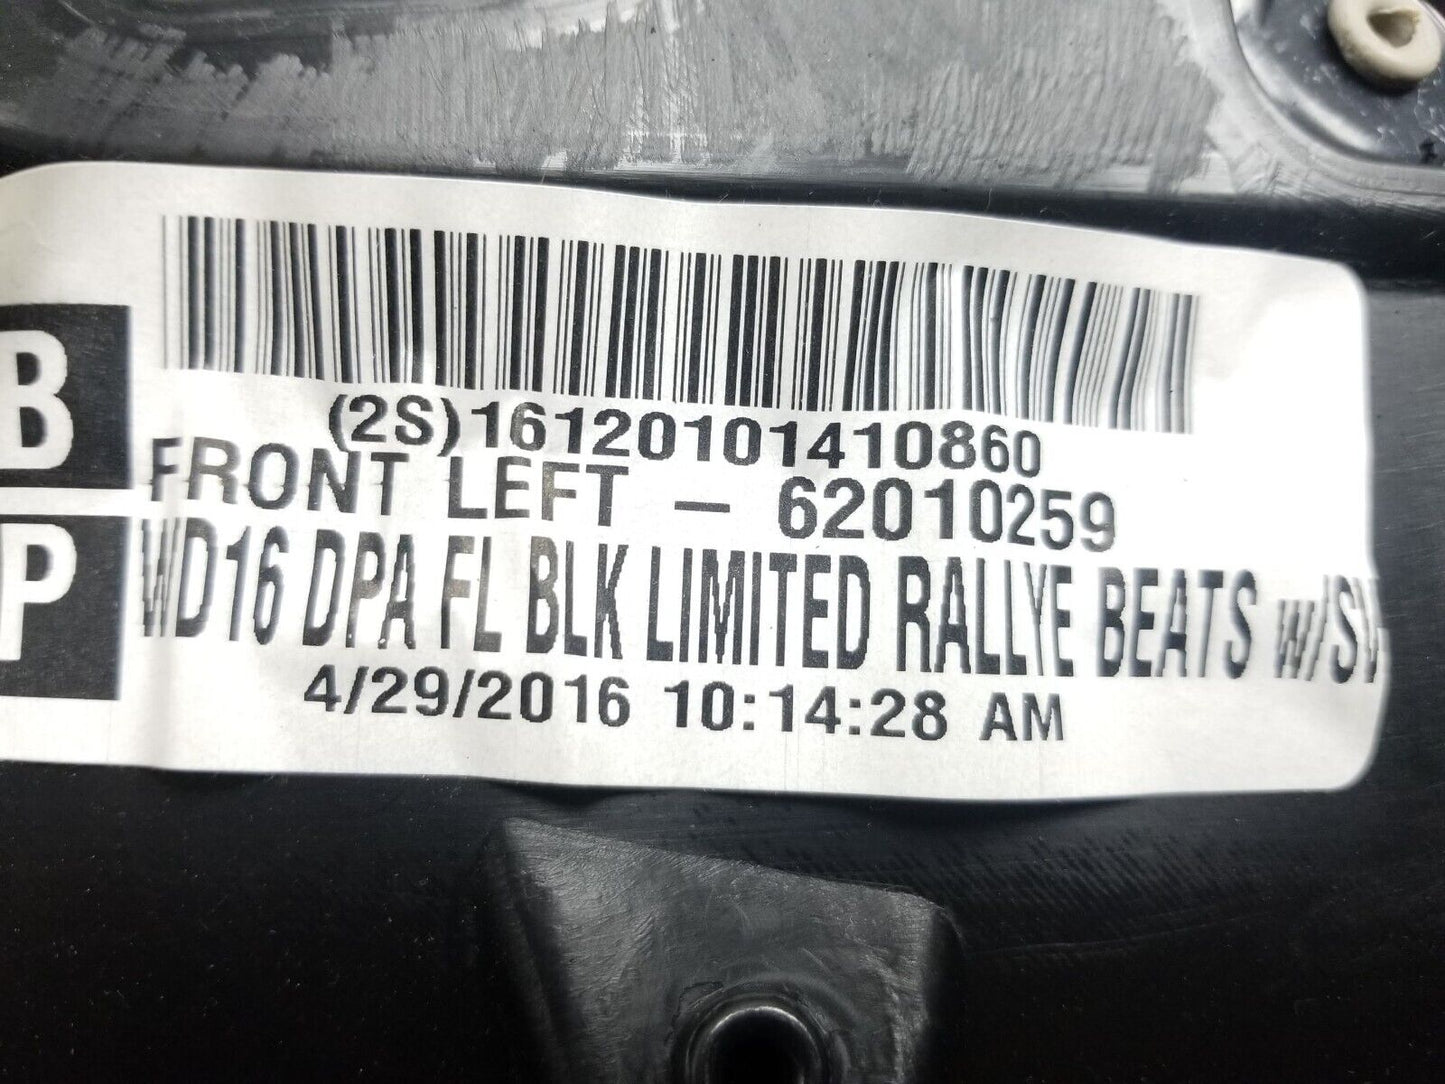 B
P
(2S)16120101410860
FRONT LEFT - 62010259
WD16 DPA FL BLK LIMITED RALLYE BEATS w/SV
4/29/2016 10:14:28 AM